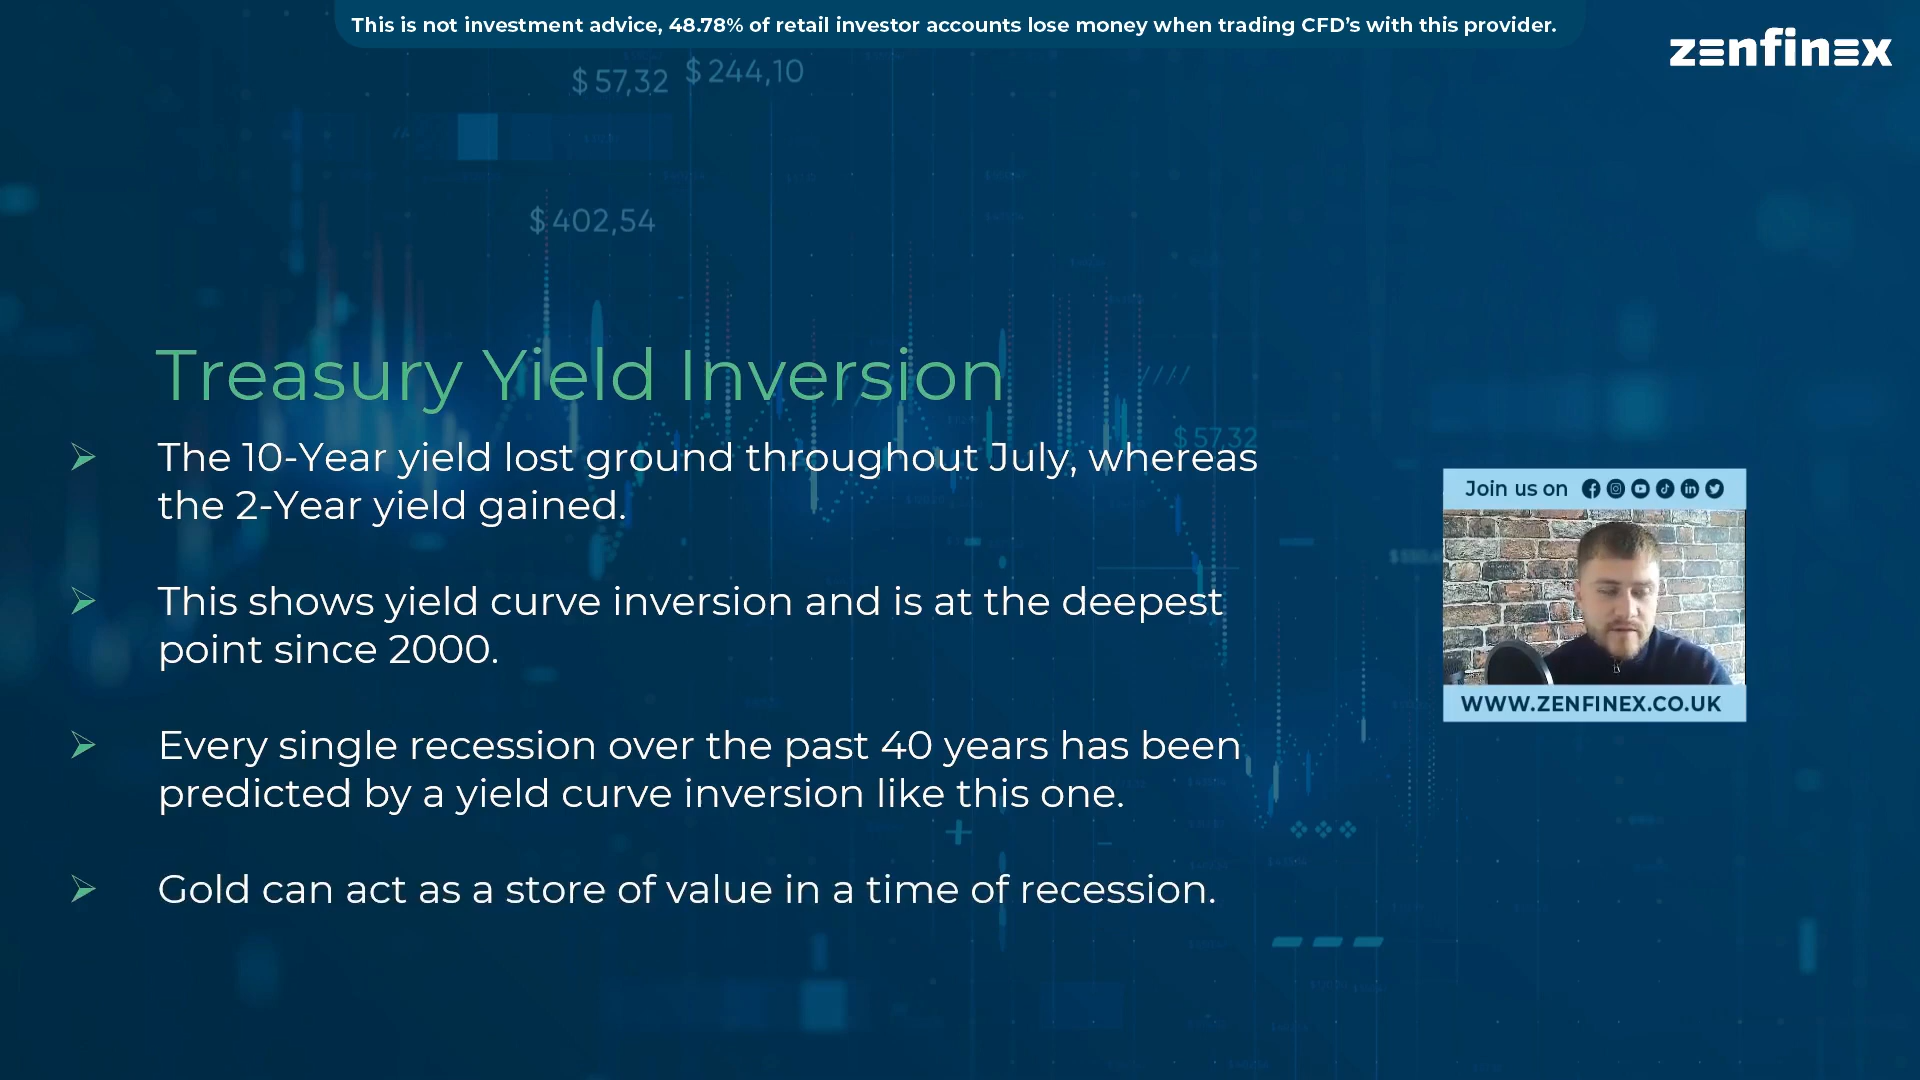 This is not investment advice, 48.78% of retail investor accounts lose money when trading CFD's with this provider.
zenfinex
$57,32
$244,10
$402,54
Treasury Yield Inversion
$57,32
The 10-Year yield lost ground throughout July, whereas
the 2-Year yield gained.
This shows yield curve inversion and is at the deepest
point since 2000.
Every single recession over the past 40 years has been
predicted by a yield curve inversion like this one.
Gold can act as a store of value in a time of recession.
Join us on
WWW.ZENFINEX.CO.UK